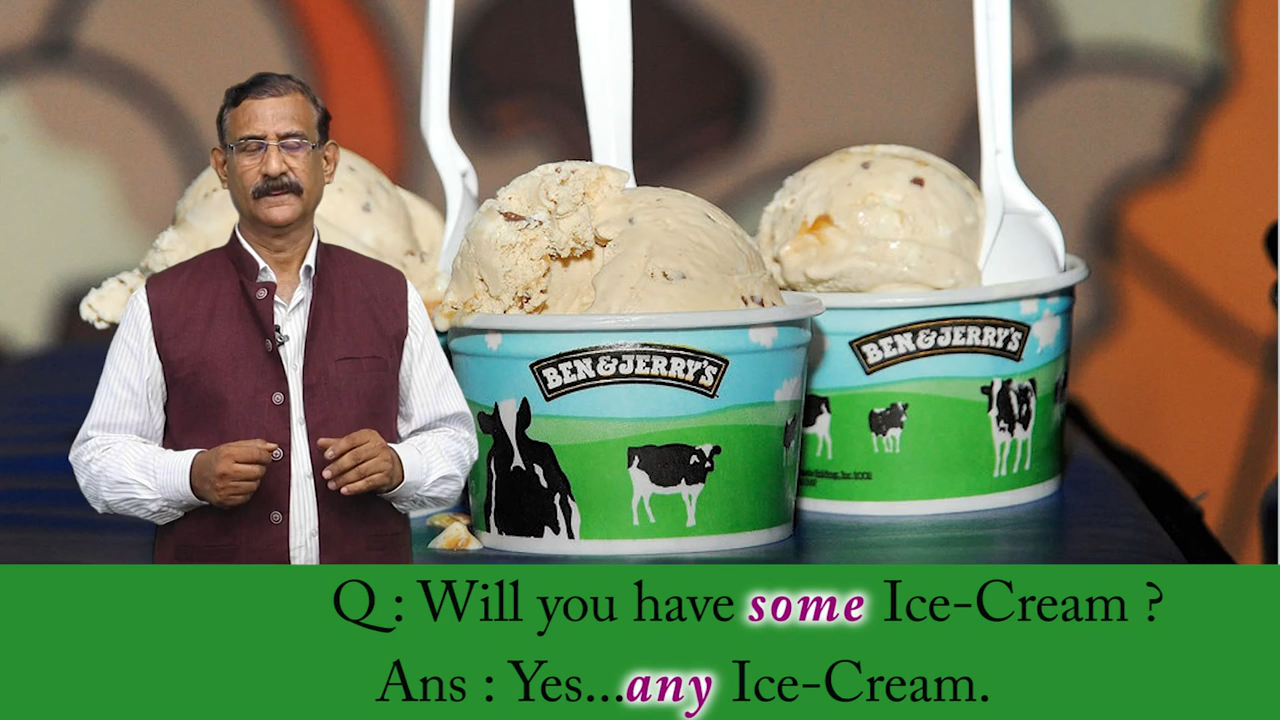 BEN & JERRY'S
BEN & JERRY'S
Q : Will you have some Ice-Cream ?
Ans : Yes...any Ice-Cream.